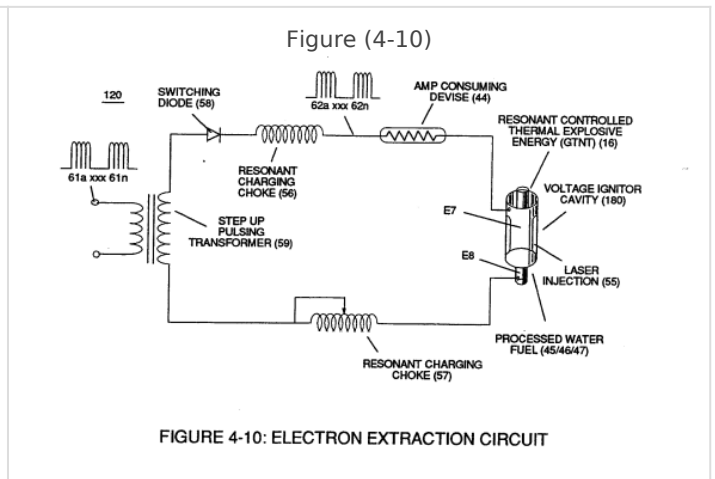 Figure (4-10)
120
SWITCHING
DIODE (58)
62a xxx 62n
AMP CONSUMING
DEVISE (44)
RESONANT CONTROLLED
THERMAL EXPLOSIVE
ENERGY (GTNT) (16)
61a xxx 61n
RESONANT
CHARGING
CHOKE (56)
VOLTAGE IGNITOR
CAVITY (180)
E7
STEP UP
PULSING
TRANSFORMER (59)
E8
LASER
INJECTION (55)
PROCESSED WATER
FUEL (45/46/47)
RESONANT CHARGING
CHOKE (57)
FIGURE 4-10: ELECTRON EXTRACTION CIRCUIT